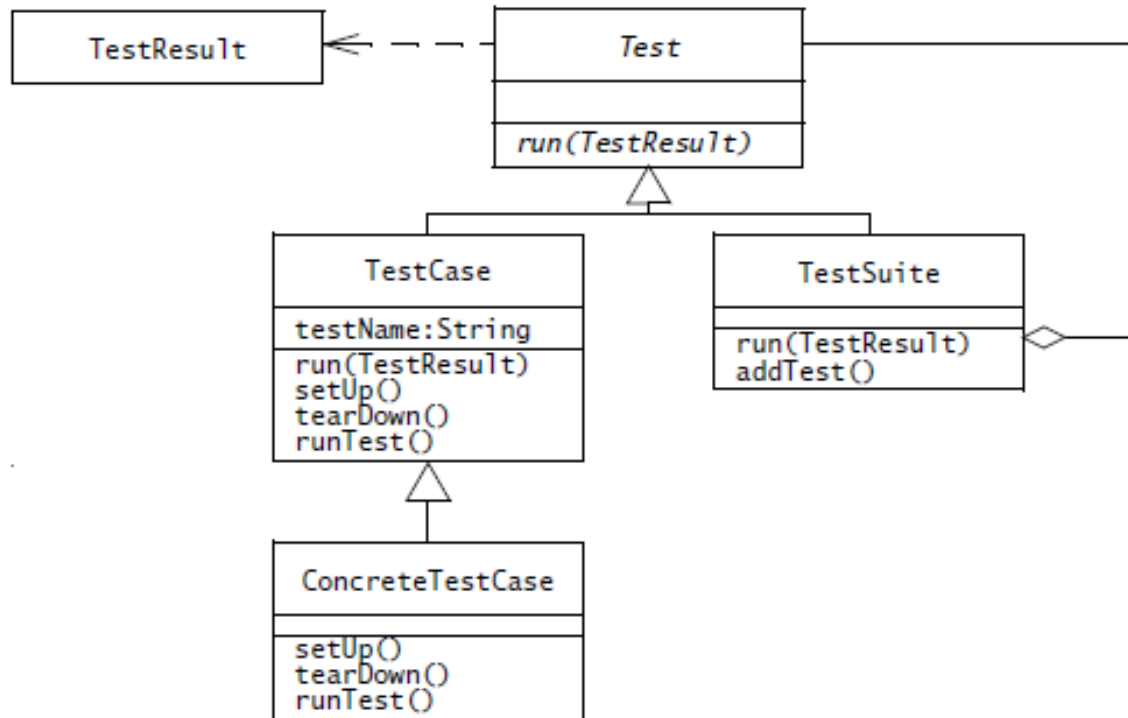 TestResult
Test
run(TestResult)
TestCase
testName:String
run(TestResult)
setUp()
tearDown()
runTest()
TestSuite
run(TestResult)
addTest()
ConcreteTestCase
setUp()
tearDown()
runTest()